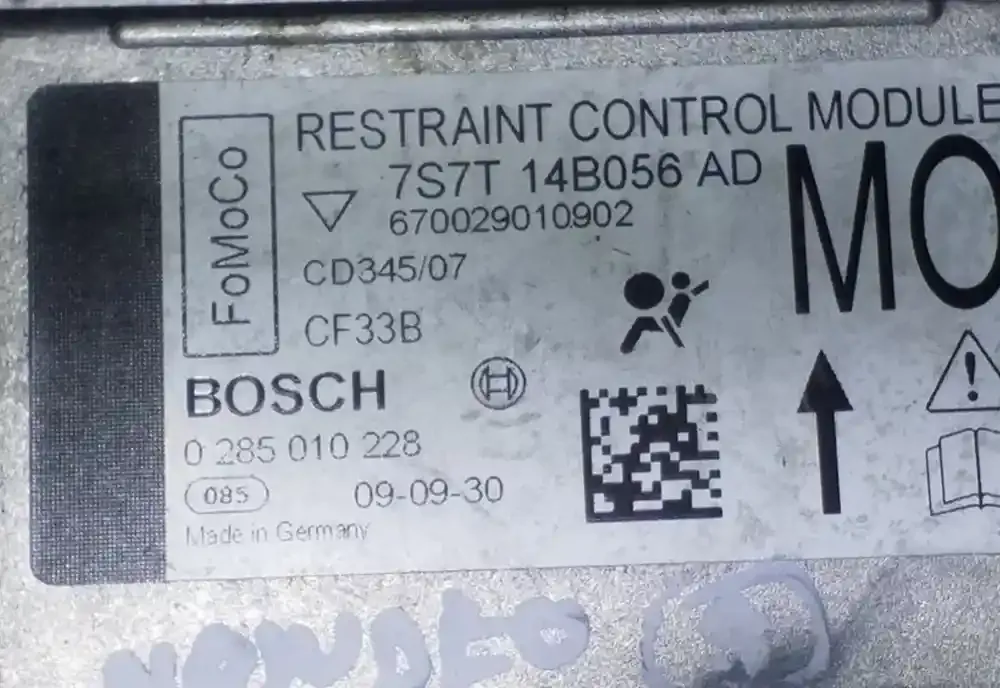 RESTRAINT CONTROL MODULE
FoMoCo
7S7T 14B056 AD
670029010902
CD345/07
CF33B
MO
BOSCH
0 285 010 228
085
09-09-30
Made in Germany
MONDEO